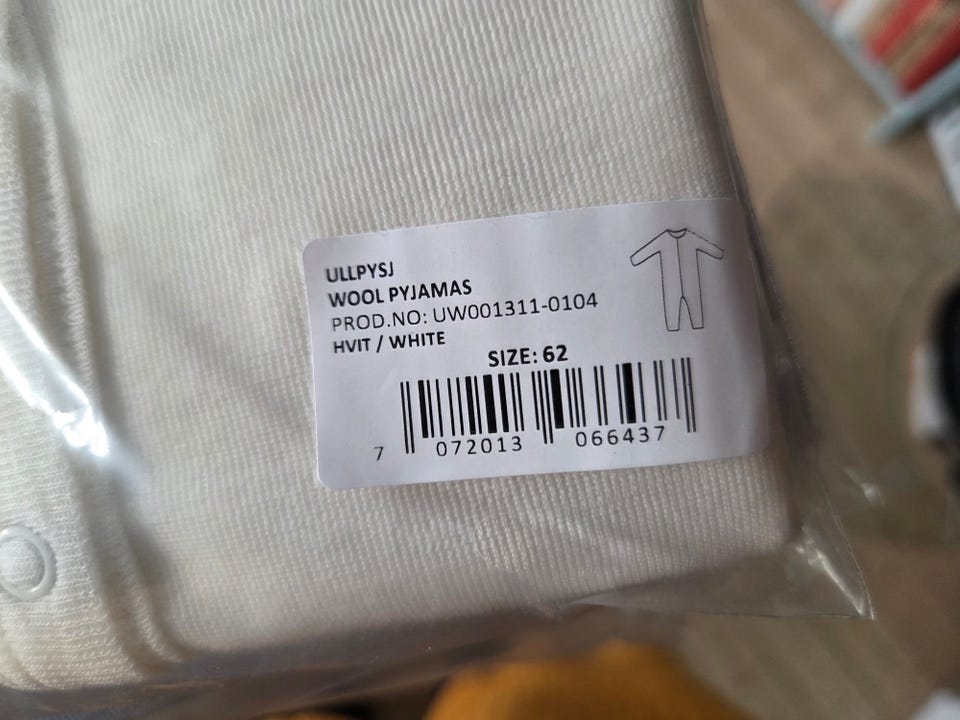 ULLPYSJ
WOOL PYJAMAS
PROD.NO: UW001311-0104
HVIT / WHITE
SIZE: 62
7 072013 066437